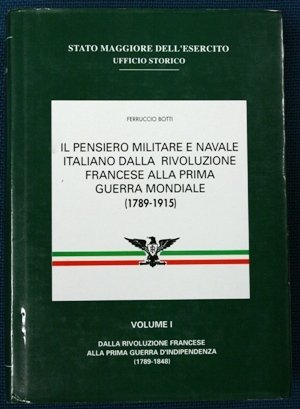 STATO MAGGIORE DELL'ESERCITO
UFFICIO STORICO
FERRUCCIO BOTTI
IL PENSIERO MILITARE E NAVALE
ITALIANO DALLA RIVOLUZIONE
FRANCESE ALLA PRIMA
GUERRA MONDIALE
(1789-1915)
VOLUME I
DALLA RIVOLUZIONE FRANCESE
ALLA PRIMA GUERRA D'INDIPENDENZA
(1789-1848)